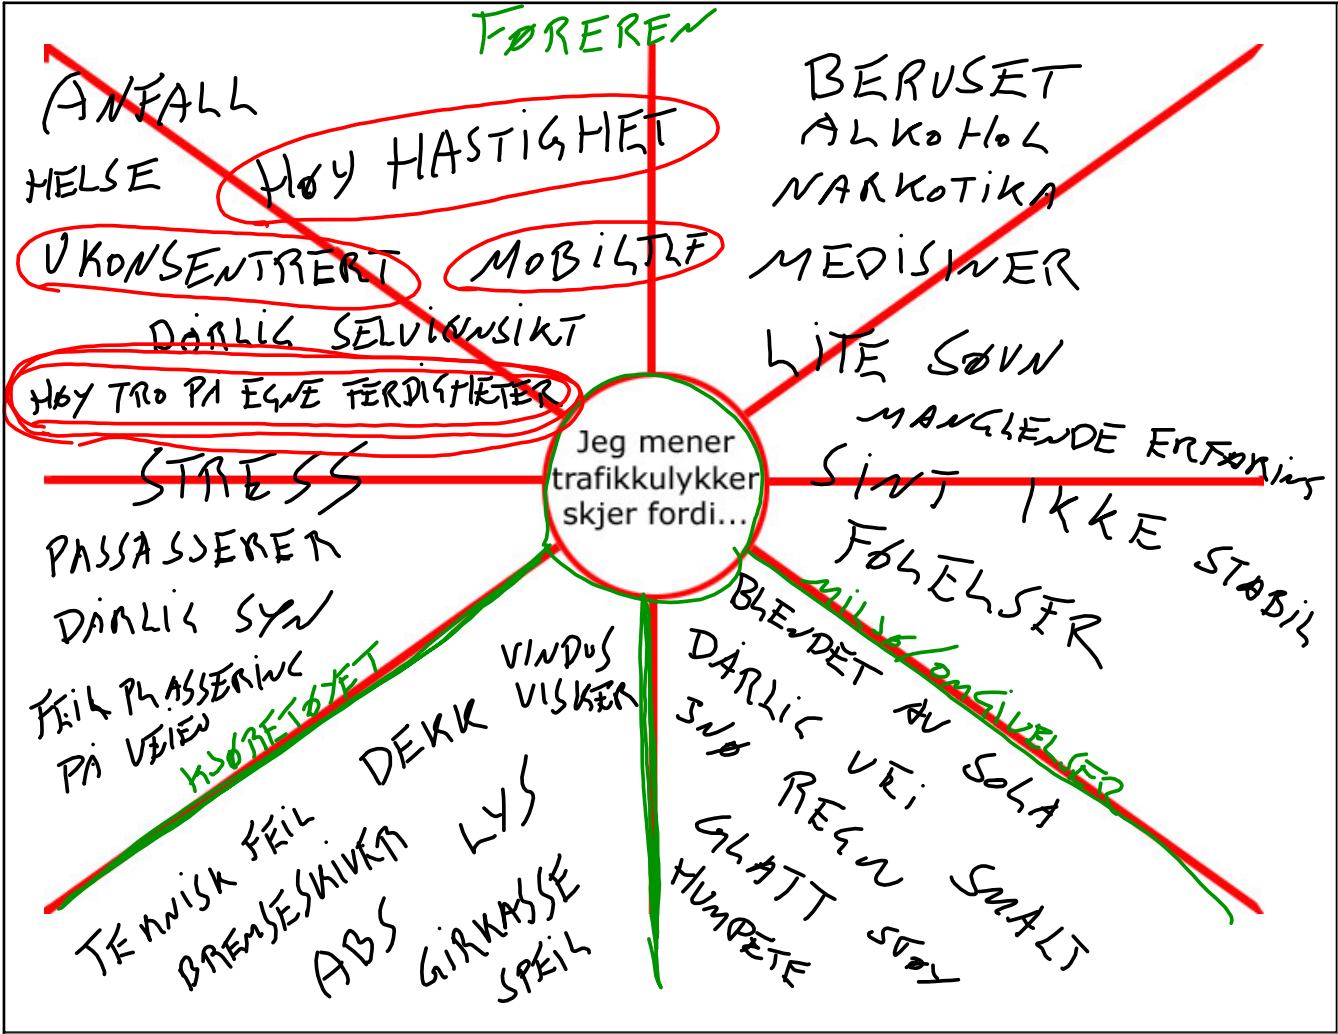 FØREREN
ANFALL
HELSE
HØY HASTIGHET
UKONSENTRERT
MOBILTLF
DÅRLIG SELVINNSIKT
HØY TRO PÅ EGNE FERDIGHETER
STRESS
PASSASSERER
DÅRLIG SYN
FEIL PLASSERING
PÅ VEIEN
BERUSET
ALKOHOL
NARKOTIKA
MEDISINER
LITE SØVN
MANGLENDE ERFARING
SINT IKKE STABIL
FØLELSER
Jeg mener
trafikkulykker
skjer fordi...
KJØRETØYET
VINDUS
VISKER
DEKK
LYS
TEKNISK FEIL
BREMSESKIVER
ABS
GIRKASSE
SPEIL
MILJØ/OMGIVELSER
BLENDET AV SOLA
DÅRLIG VEI
SNØ
REGN
SMALT
GLATT
STØY
HUMPETE